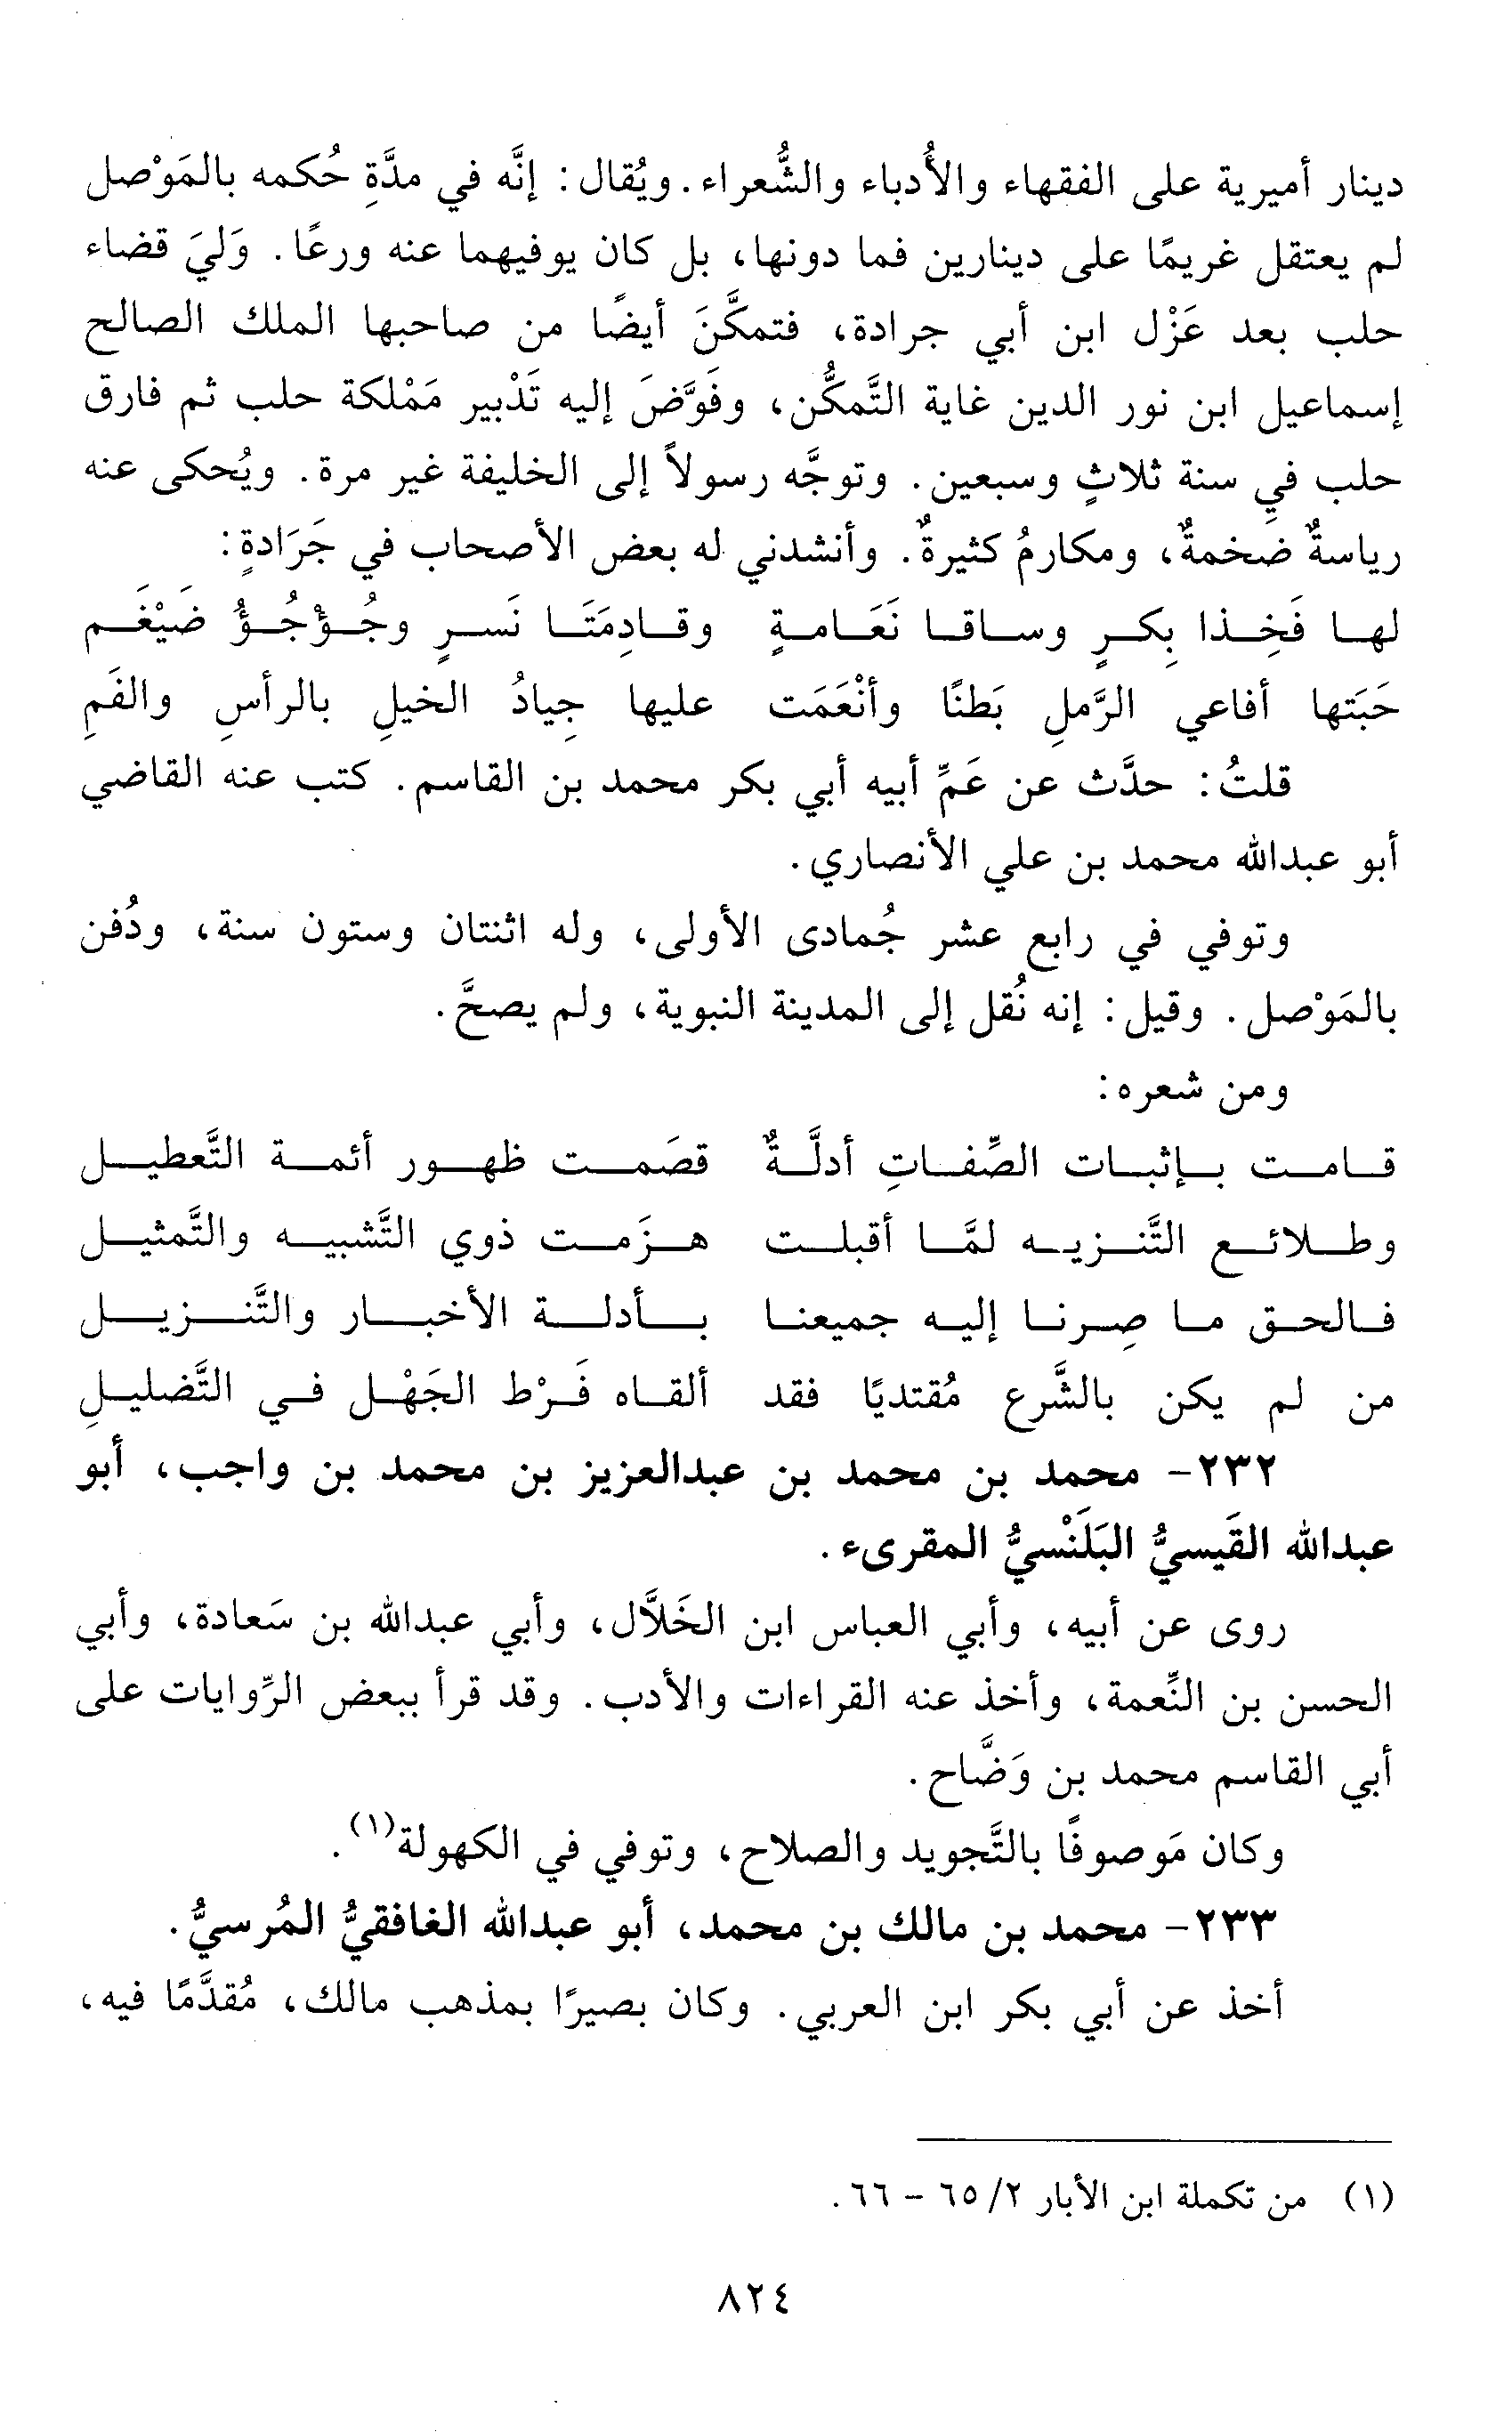 دينار أميرية على الفقهاء والأُدباء والشُّعراء. ويُقال: إنَّه في مدَّةِ حُكمه بالمَوْصل
لم يعتقل غريمًا على دينارين فما دونها، بل كان يوفيهما عنه ورعًا. وَليَ قضاء
حلب بعد عَزْل ابن أبي جرادة، فتمكَّنَ أيضًا من صاحبها الملك الصالح
إسماعيل ابن نور الدين غاية التَّمكُّن، وفَوَّضَ إليه تَدْبير مَمْلكة حلب ثم فارق
حلب في سنة ثلاثٍ وسبعين. وتوجَّه رسولاً إلى الخليفة غير مرة. ويُحكى عنه
رياسةٌ ضخمةٌ، ومكارمُ كثيرةٌ. وأنشدني له بعض الأصحاب في جَرَادةٍ:
لها فَخِذا بِكرٍ وساقا نَعَامةٍ وقادِمَتَا نَسرٍ وجُؤجُؤُ ضَيْغَم
حَبَتها أفاعي الرَّملِ بَطنًا وأنْعَمَت عليها جِيادُ الخيلِ بالرأسِ والفَمِ
قلتُ: حدَّث عن عَمِّ أبيه أبي بكر محمد بن القاسم. كتب عنه القاضي
أبو عبدالله محمد بن علي الأنصاري.
وتوفي في رابع عشر جُمادى الأولى، وله اثنتان وستون سنة، ودُفن
بالمَوْصل. وقيل: إنه نُقل إلى المدينة النبوية، ولم يصحَّ.
ومن شعره:
قامت بإثبات الصِّفاتِ أدلَّةٌ قصَمت ظهور أئمة التَّعطيل
وطلائع التَّنزيه لمَّا أقبلت هزَمت ذوي التَّشبيه والتَّمثيل
فالحق ما صِرنا إليه جميعنا بأدلة الأخبار والتَّنزيل
من لم يكن بالشَّرع مُقتديًا فقد ألقاه فَرْط الجَهْل في التَّضليلِ
٢٣٢- محمد بن محمد بن عبدالعزيز بن محمد بن واجب، أبو
عبدالله القَيسيُّ البَلَنْسيُّ المقرىء.
روى عن أبيه، وأبي العباس ابن الخَلاَّل، وأبي عبدالله بن سَعادة، وأبي
الحسن بن النِّعمة، وأخذ عنه القراءات والأدب. وقد قرأ ببعض الرِّوايات على
أبي القاسم محمد بن وَضَّاح.
وكان مَوصوفًا بالتَّجويد والصلاح، وتوفي في الكهولة(١).
٢٣٣- محمد بن مالك بن محمد، أبو عبدالله الغافقيُّ المُرسيُّ.
أخذ عن أبي بكر ابن العربي. وكان بصيرًا بمذهب مالك، مُقدَّمًا فيه،
(١) من تكملة ابن الأبار ٢/ ٦٥ - ٦٦.
٨٢٤